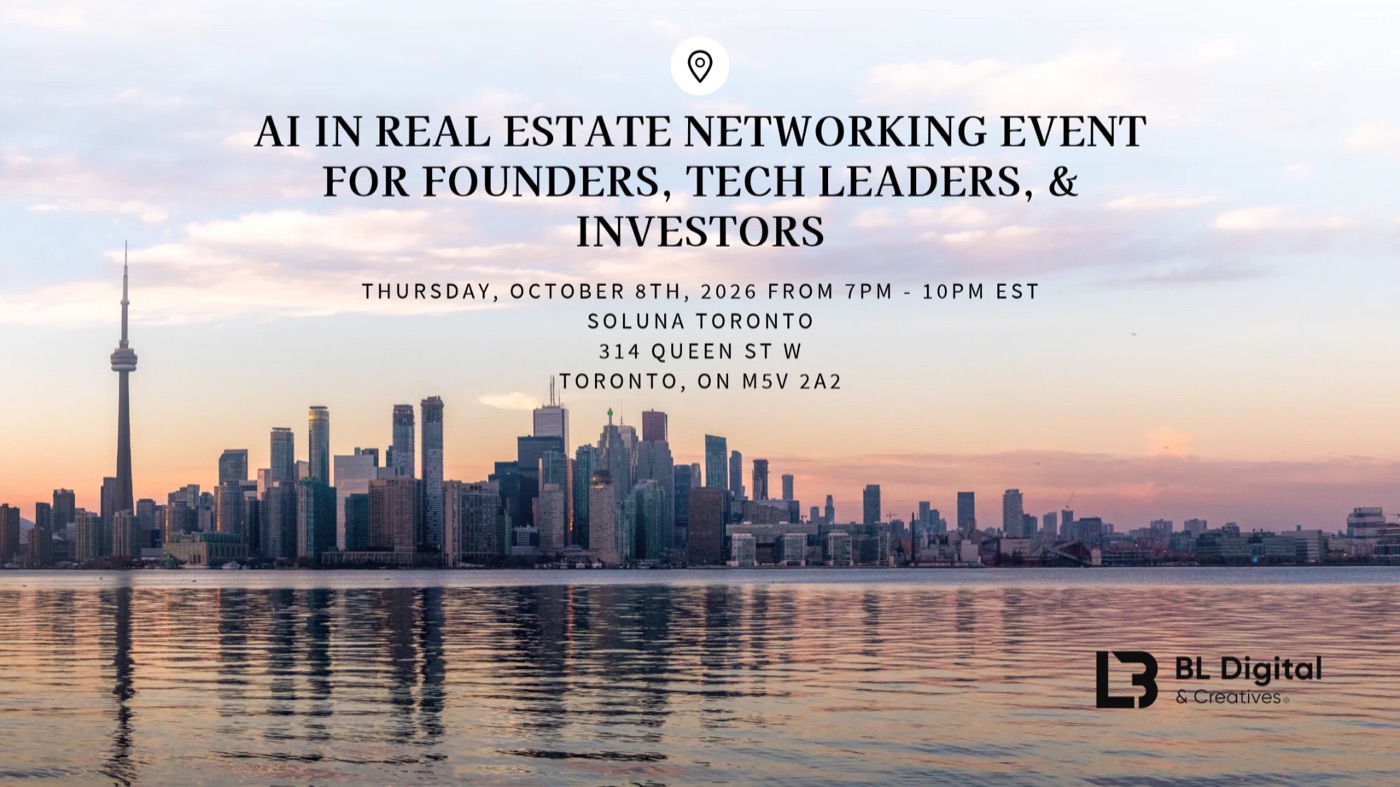 AI IN REAL ESTATE NETWORKING EVENT
FOR FOUNDERS, TECH LEADERS, &
INVESTORS
THURSDAY, OCTOBER 8TH, 2026 FROM 7PM - 10PM EST
SOLUNA TORONTO
314 QUEEN ST W
TORONTO, ON M5V 2A2
BL Digital
& Creatives